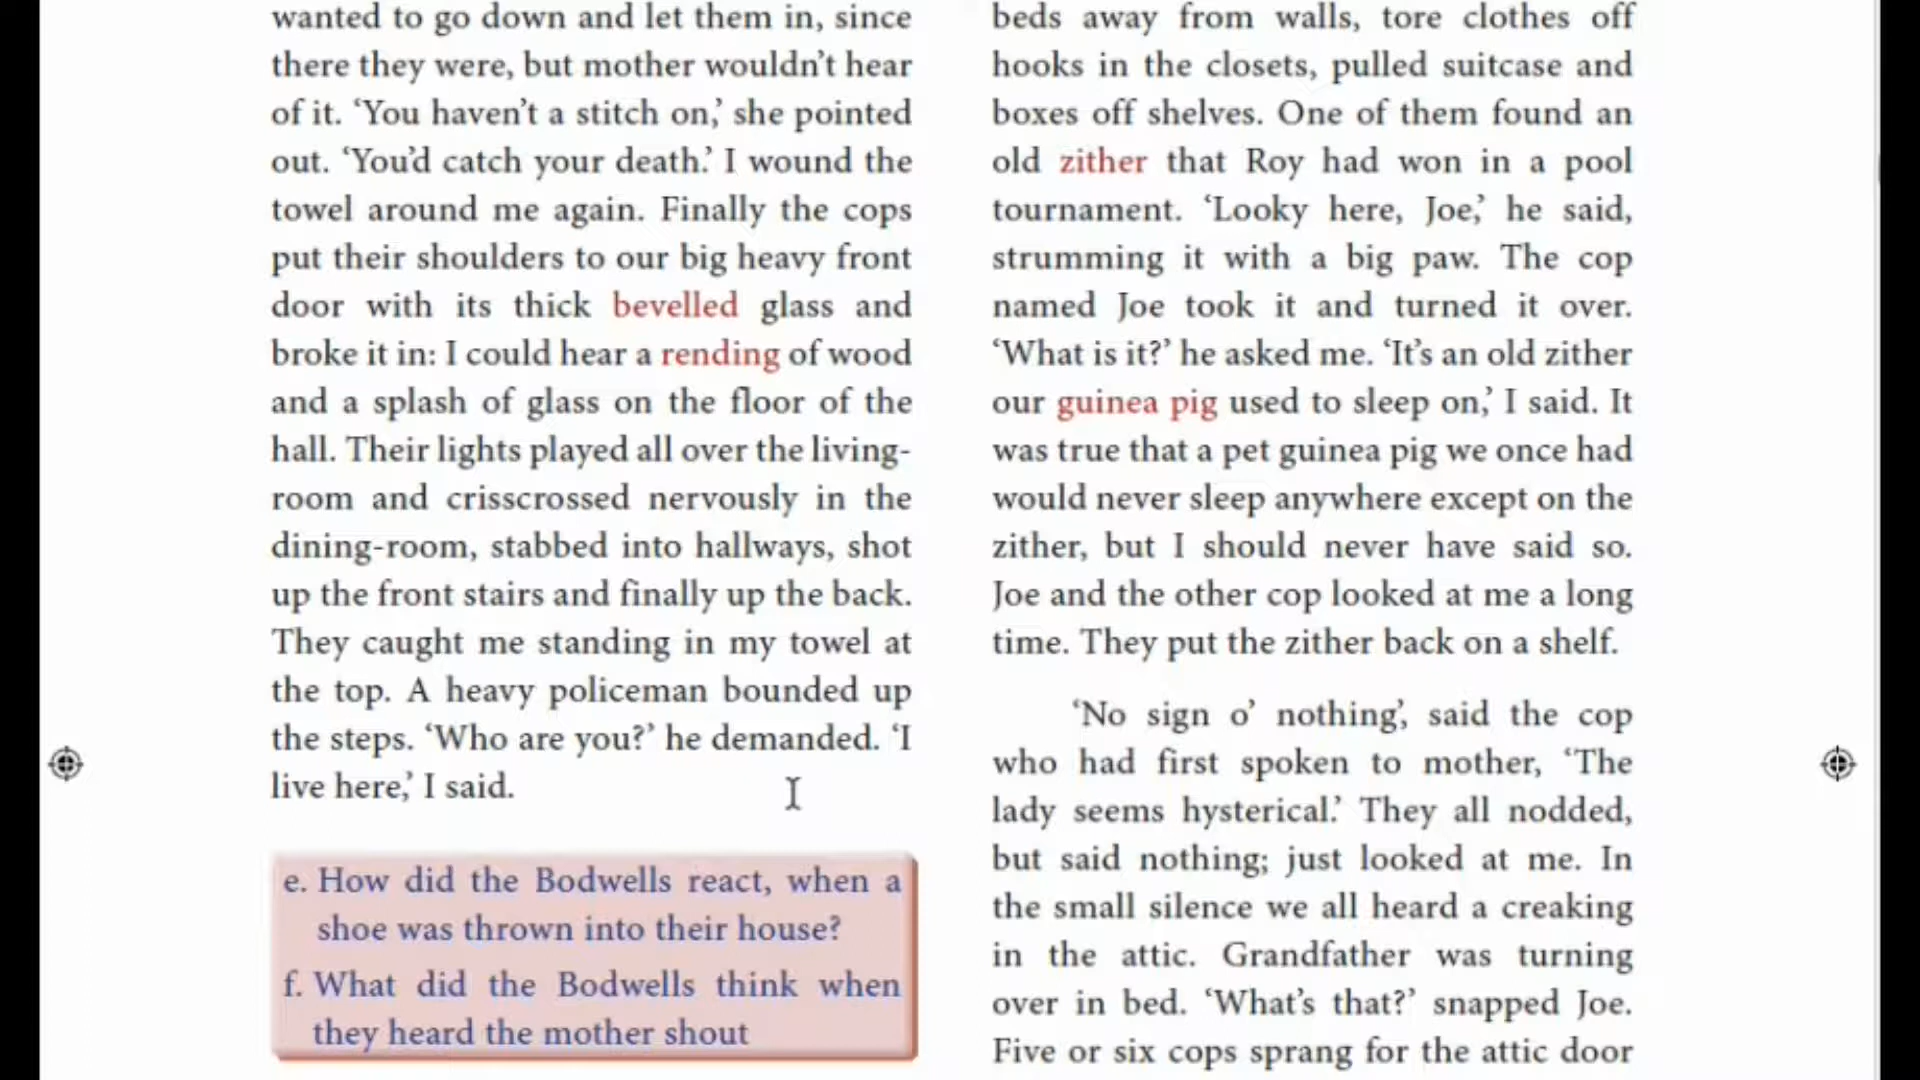 wanted to go down and let them in, since
there they were, but mother wouldn’t hear
of it. ‘You haven’t a stitch on,’ she pointed
out. ‘You’d catch your death.’ I wound the
towel around me again. Finally the cops
put their shoulders to our big heavy front
door with its thick bevelled glass and
broke it in: I could hear a rending of wood
and a splash of glass on the floor of the
hall. Their lights played all over the living-
room and crisscrossed nervously in the
dining-room, stabbed into hallways, shot
up the front stairs and finally up the back.
They caught me standing in my towel at
the top. A heavy policeman bounded up
the steps. ‘Who are you?’ he demanded. ‘I
live here,’ I said.
e. How did the Bodwells react, when a
shoe was thrown into their house?
f. What did the Bodwells think when
they heard the mother shout
beds away from walls, tore clothes off
hooks in the closets, pulled suitcase and
boxes off shelves. One of them found an
old zither that Roy had won in a pool
tournament. ‘Looky here, Joe,’ he said,
strumming it with a big paw. The cop
named Joe took it and turned it over.
‘What is it?’ he asked me. ‘It’s an old zither
our guinea pig used to sleep on,’ I said. It
was true that a pet guinea pig we once had
would never sleep anywhere except on the
zither, but I should never have said so.
Joe and the other cop looked at me a long
time. They put the zither back on a shelf.
‘No sign o’ nothing’, said the cop
who had first spoken to mother, ‘The
lady seems hysterical.’ They all nodded,
but said nothing; just looked at me. In
the small silence we all heard a creaking
in the attic. Grandfather was turning
over in bed. ‘What’s that?’ snapped Joe.
Five or six cops sprang for the attic door